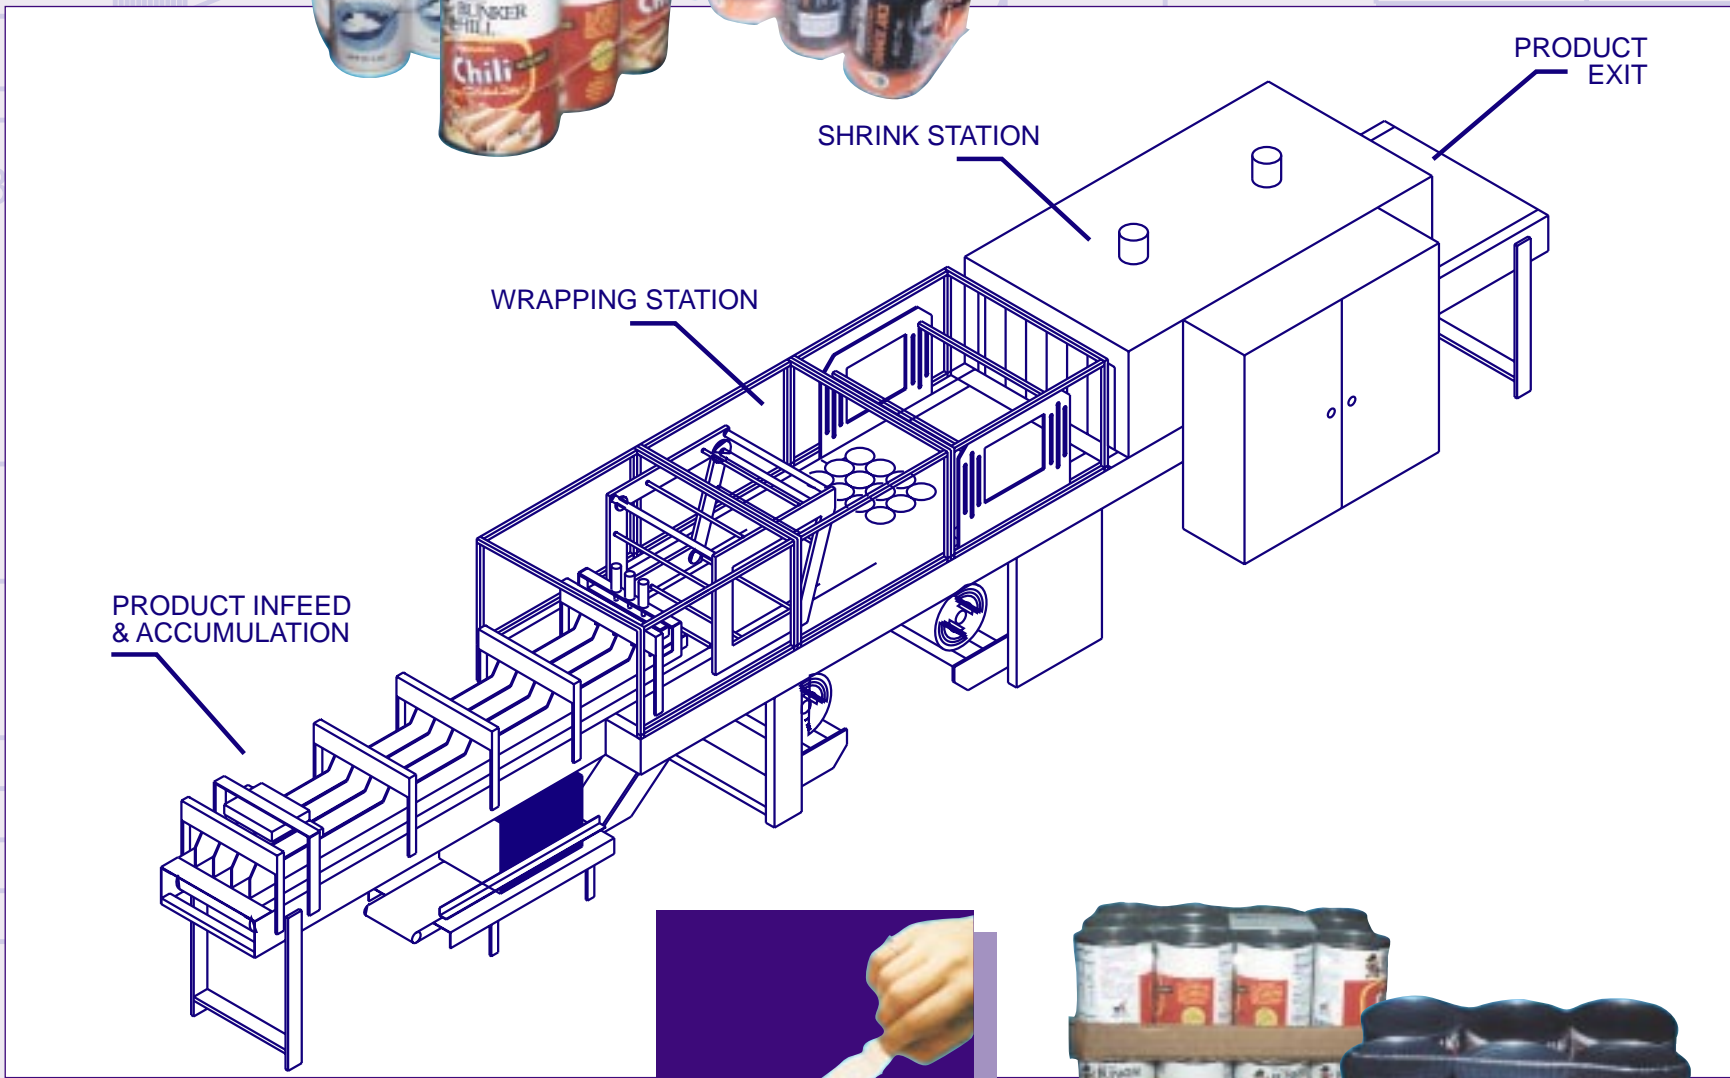 BUNKER
HILL
Chili
PRODUCT
EXIT
SHRINK STATION
WRAPPING STATION
PRODUCT INFEED
& ACCUMULATION